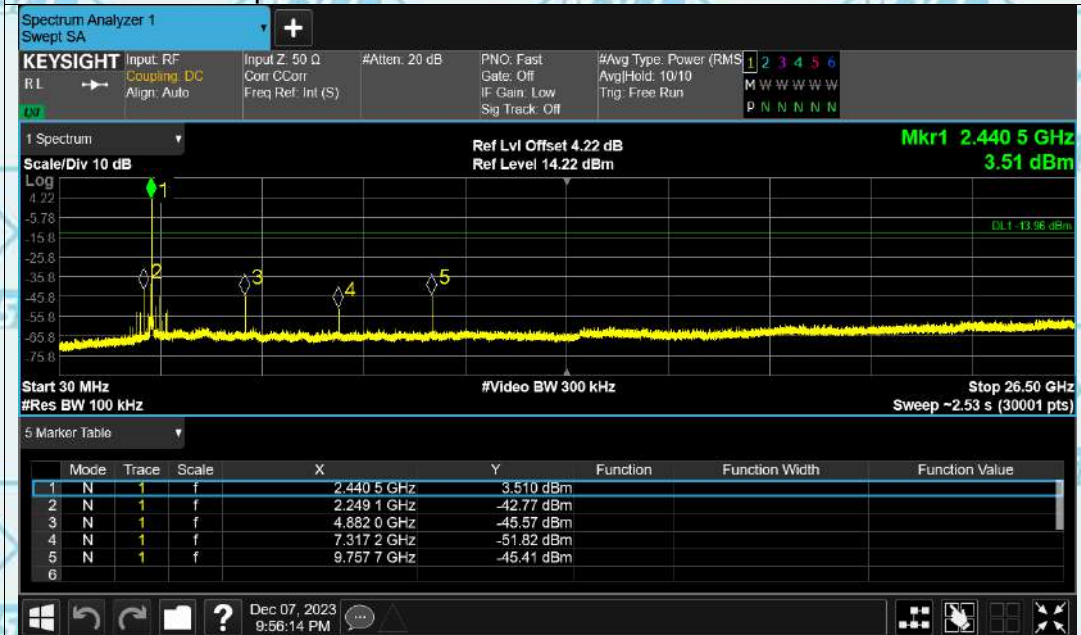 Spectrum Analyzer 1
Swept SA
+
KEYSIGHT
RL
LXI
Input: RF
Coupling: DC
Align: Auto
Input Z: 50 Ω
Corr CCorr
Freq Ref: Int (S)
#Atten: 20 dB
PNO: Fast
Gate: Off
IF Gain: Low
Sig Track: Off
#Avg Type: Power (RMS
Avg|Hold: 10/10
Trig: Free Run
1 2 3 4 5 6
M W W W W W
P N N N N N
1 Spectrum
Scale/Div 10 dB
Ref Lvl Offset 4.22 dB
Ref Level 14.22 dBm
Mkr1 2.440 5 GHz
3.51 dBm
Log
4.22
-5.78
-15.8
-25.8
-35.8
-45.8
-55.8
-65.8
-75.8
1
2
3
4
5
DL1 -13.96 dBm
Start 30 MHz
#Video BW 300 kHz
Stop 26.50 GHz
#Res BW 100 kHz
Sweep ~2.53 s (30001 pts)
5 Marker Table
Mode Trace Scale X Y Function Function Width Function Value
1 N 1 f 2.440 5 GHz 3.510 dBm
2 N 1 f 2.249 1 GHz -42.77 dBm
3 N 1 f 4.882 0 GHz -45.57 dBm
4 N 1 f 7.317 2 GHz -51.82 dBm
5 N 1 f 9.757 7 GHz -45.41 dBm
6
?
Dec 07, 2023
9:56:14 PM